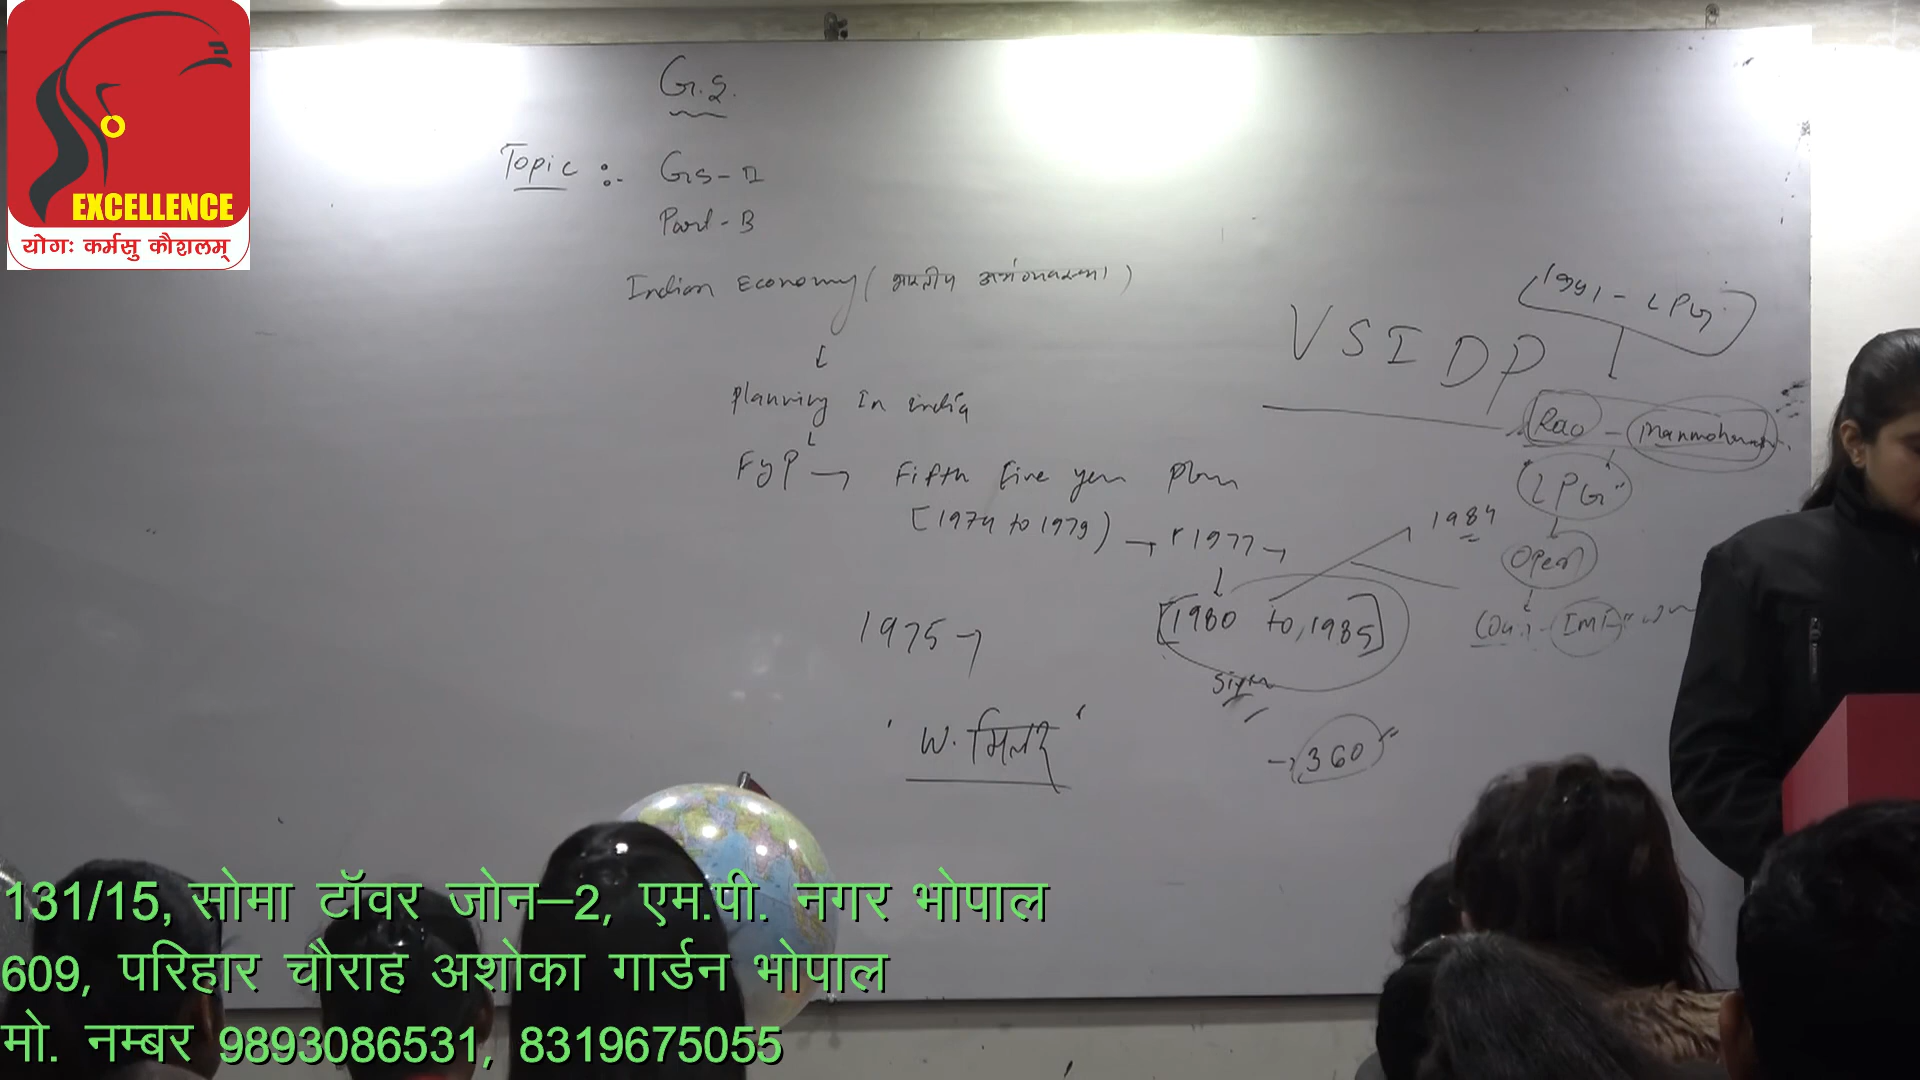 EXCELLENCE
योगः कर्मसु कौशलम्
G.S.
Topic :- GS-II
Part-B
Indian Economy (भारतीय अर्थव्यवस्था)
Planning In india
FYP → Fifth five year Plan
[1974 to 1979) → 1977 →
1984
[1980 to 1985]
1975 →
' W. मिलर '
→ 360"
VSIDP
1991 - LPG
Rao - Manmohan
LPG"
Open
131/15, सोमा टॉवर जोन–2, एम.पी. नगर भोपाल
609, परिहार चौराह अशोका गार्डन भोपाल
मो. नम्बर 9893086531, 8319675055